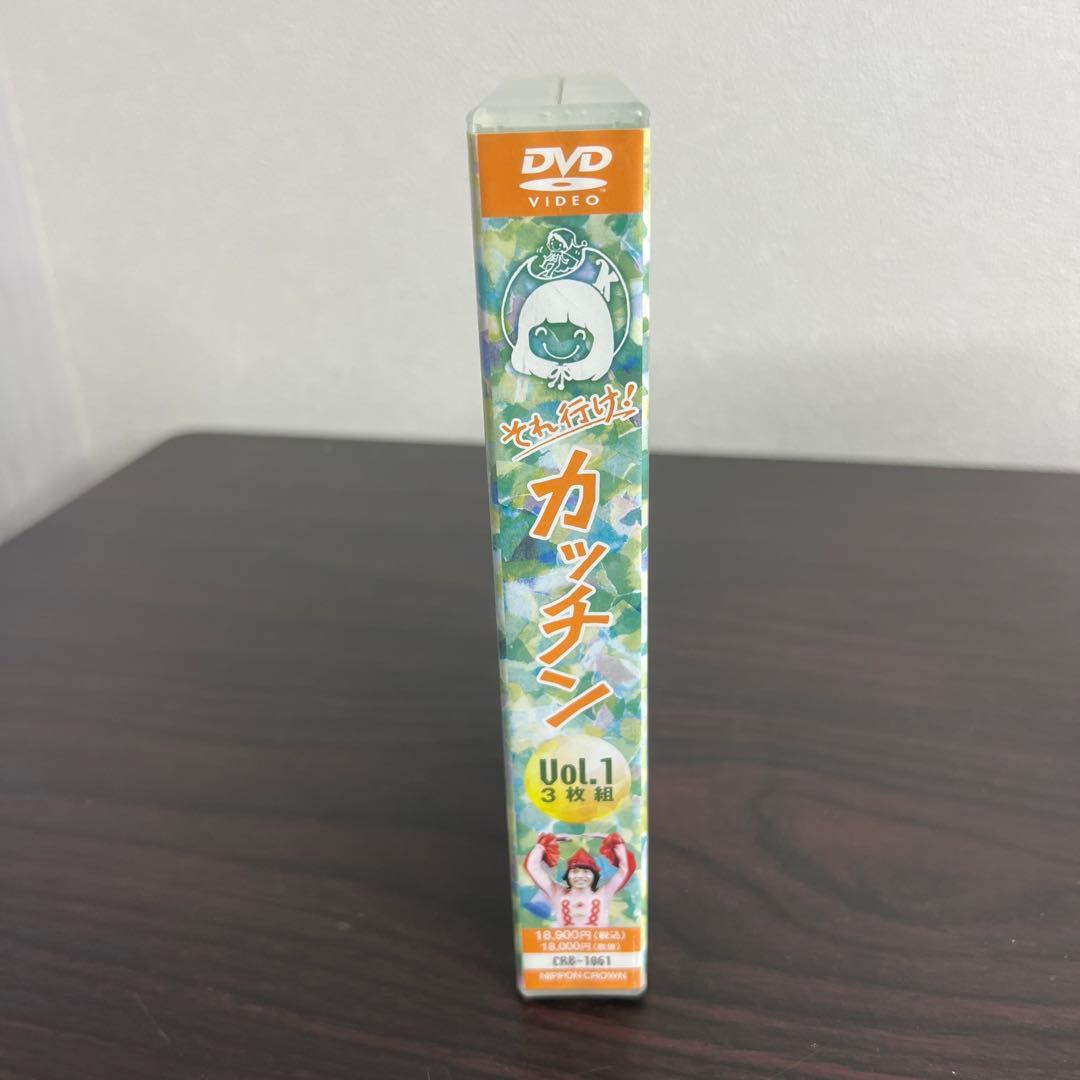 DVD
VIDEO
K
それ行け!
カッチン
Vol.1
3枚組
18,900円(税込)
18,000円(税抜)
CRB-1061
NIPPON CROWN